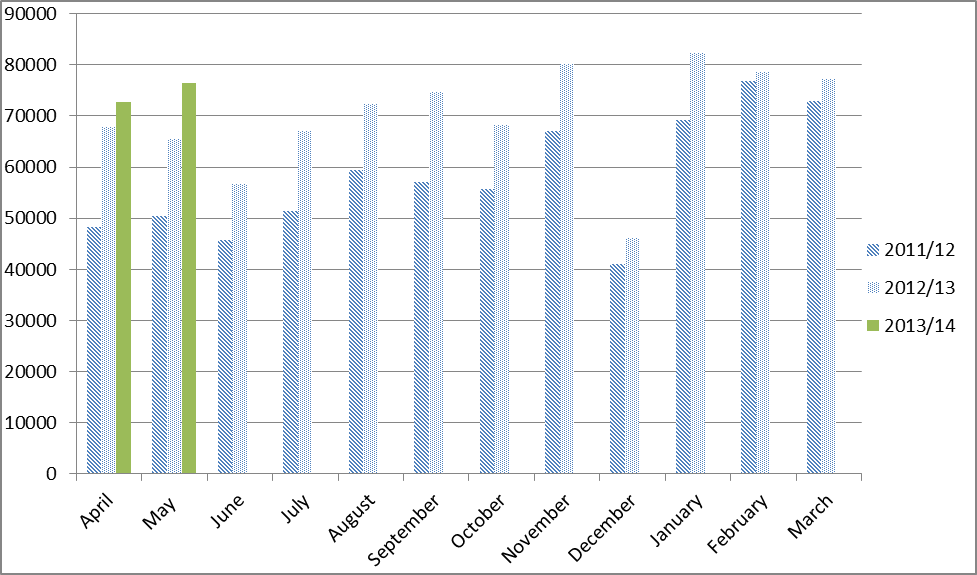 90000
80000
70000
60000
50000
40000
30000
20000
10000
0
April
May
June
July
August
September
October
November
December
January
February
March
2011/12
2012/13
2013/14